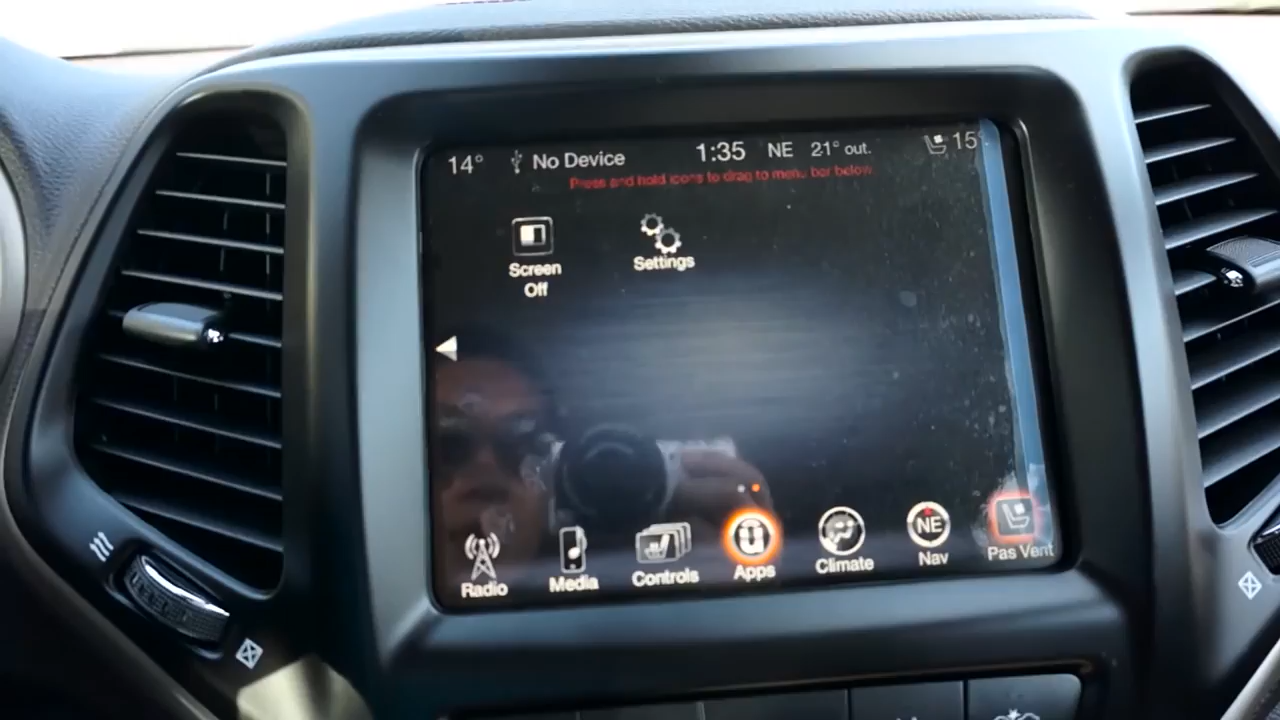 14° No Device 1:35 NE 21° out. 15°
Press and hold icons to drag to menu bar below
Screen Off
Settings
Radio
Media
Controls
Apps
Climate
NE
Nav
Pas Vent